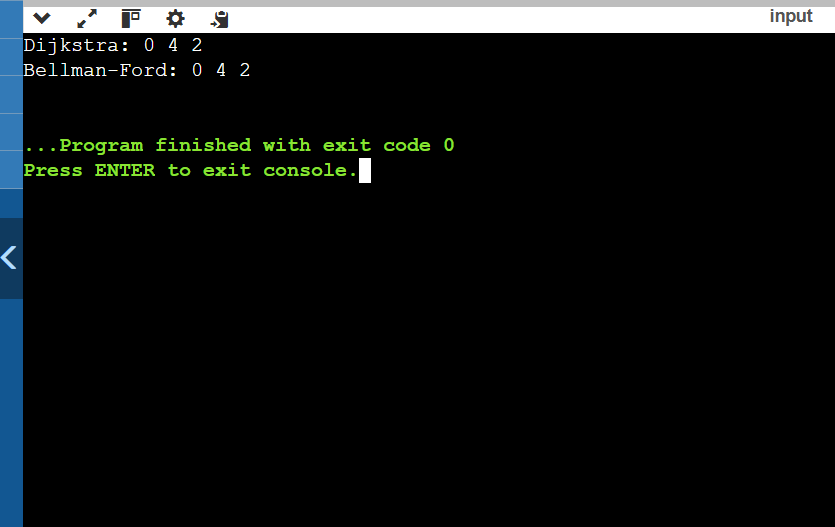 input
Dijkstra: 0 4 2
Bellman-Ford: 0 4 2
...Program finished with exit code 0
Press ENTER to exit console.